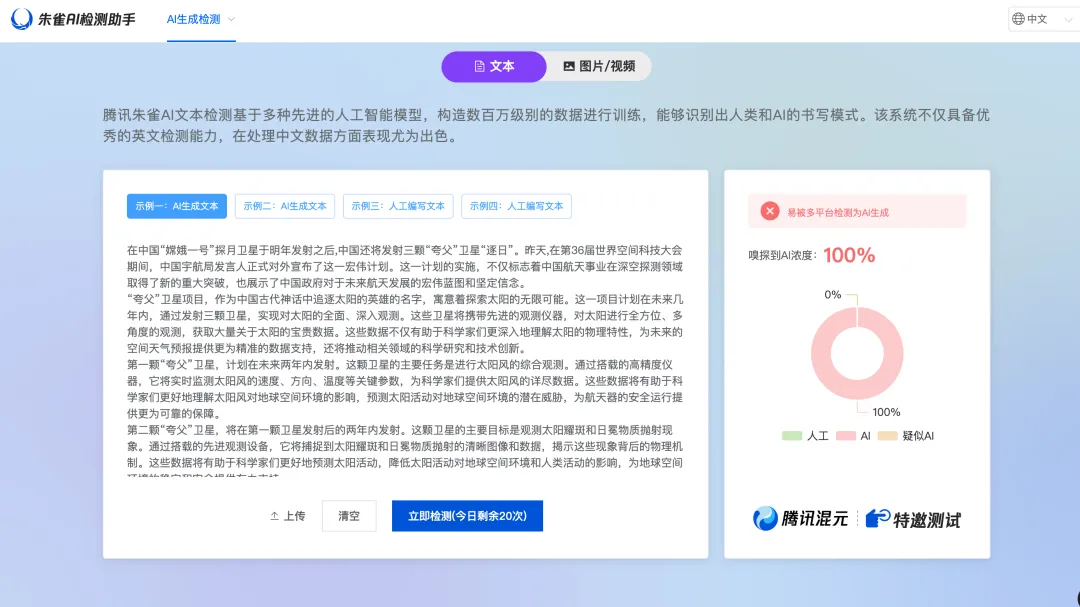 朱雀AI检测助手
AI生成检测
中文
文本
图片/视频
腾讯朱雀AI文本检测基于多种先进的人工智能模型，构造数百万级别的数据进行训练，能够识别出人类和AI的书写模式。该系统不仅具备优
秀的英文检测能力，在处理中文数据方面表现尤为出色。
示例一：AI生成文本
示例二：AI生成文本
示例三：人工编写文本
示例四：人工编写文本
在中国“嫦娥一号”探月卫星于明年发射之后,中国还将发射三颗“夸父”卫星“逐日”。昨天,在第36届世界空间科技大会
期间，中国宇航局发言人正式对外宣布了这一宏伟计划。这一计划的实施，不仅标志着中国航天事业在深空探测领域
取得了新的重大突破，也展示了中国政府对于未来航天发展的宏伟蓝图和坚定信念。
“夸父”卫星项目，作为中国古代神话中追逐太阳的英雄的名字，寓意着探索太阳的无限可能。这一项目计划在未来几
年内，通过发射三颗卫星，实现对太阳的全面、深入观测。这些卫星将携带先进的观测仪器，对太阳进行全方位、多
角度的观测，获取大量关于太阳的宝贵数据。这些数据不仅有助于科学家们更深入地理解太阳的物理特性，为未来的
空间天气预报提供更为精准的数据支持，还将推动相关领域的科学研究和技术创新。
第一颗“夸父”卫星，计划在未来两年内发射。这颗卫星的主要任务是进行太阳风的综合观测。通过搭载的高精度仪
器，它将实时监测太阳风的速度、方向、温度等关键参数，为科学家们提供太阳风的详尽数据。这些数据将有助于科
学家们更好地理解太阳风对地球空间环境的影响，预测太阳活动对地球空间环境的潜在威胁，为航天器的安全运行提
供更为可靠的保障。
第二颗“夸父”卫星，将在第一颗卫星发射后的两年内发射。这颗卫星的主要目标是观测太阳耀斑和日冕物质抛射现
象。通过搭载的先进观测设备，它将捕捉到太阳耀斑和日冕物质抛射的清晰图像和数据，揭示这些现象背后的物理机
制。这些数据将有助于科学家们更好地预测太阳活动，降低太阳活动对地球空间环境和人类活动的影响，为地球空间
上传
清空
立即检测(今日剩余20次)
易被多平台检测为AI生成
嗅探到AI浓度：100%
0%
100%
人工
AI
疑似AI
腾讯混元
特邀测试